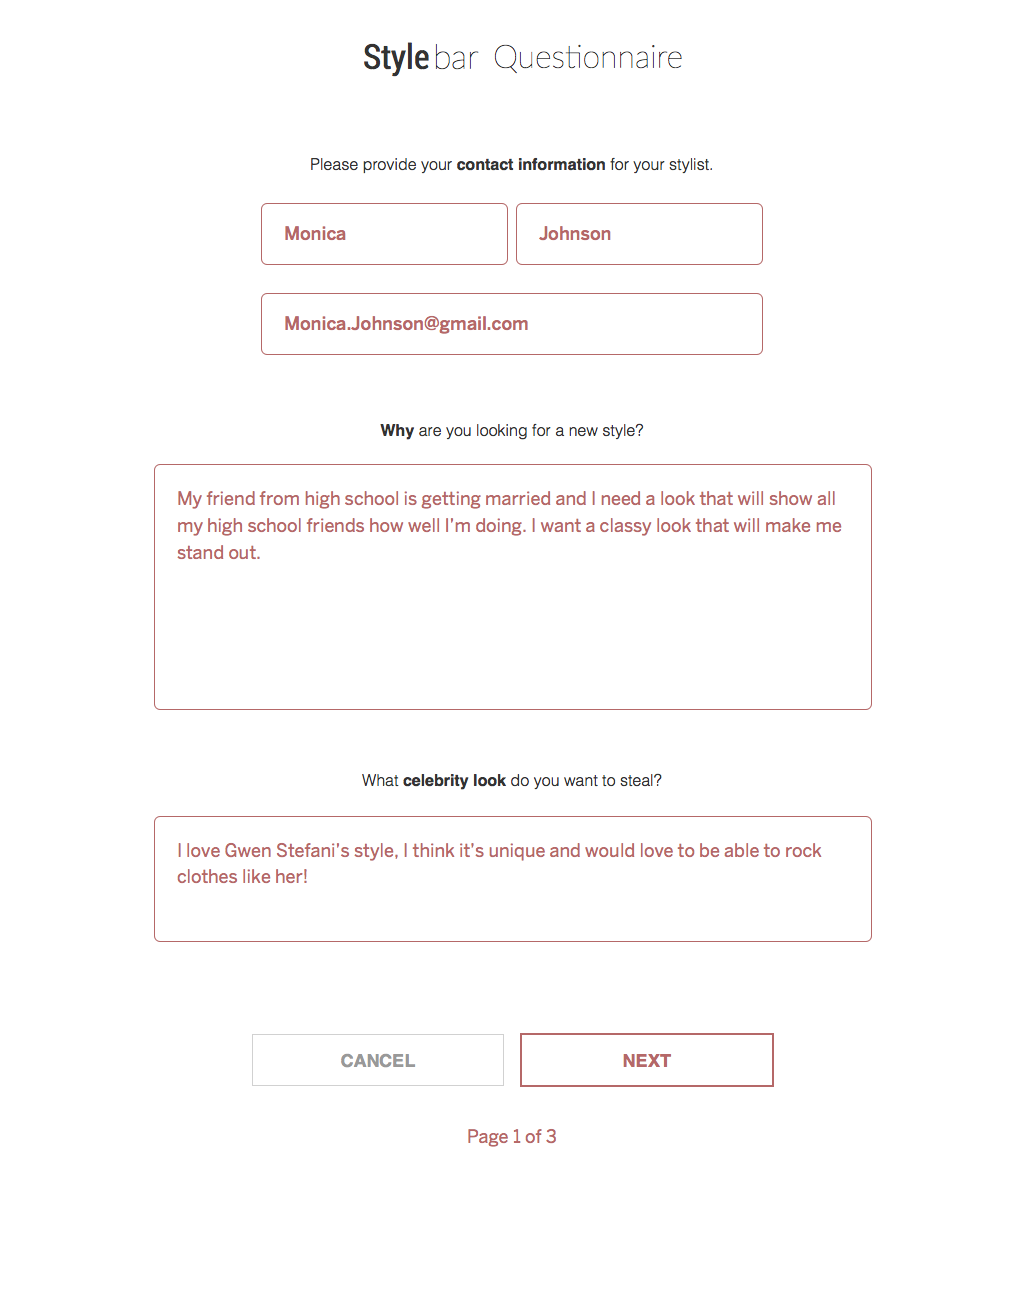 Stylebar Questionnaire
Please provide your contact information for your stylist.
Monica
Johnson
Monica.Johnson@gmail.com
Why are you looking for a new style?
My friend from high school is getting married and I need a look that will show all
my high school friends how well I'm doing. I want a classy look that will make me
stand out.
What celebrity look do you want to steal?
I love Gwen Stefani's style, I think it's unique and would love to be able to rock
clothes like her!
CANCEL
NEXT
Page 1 of 3